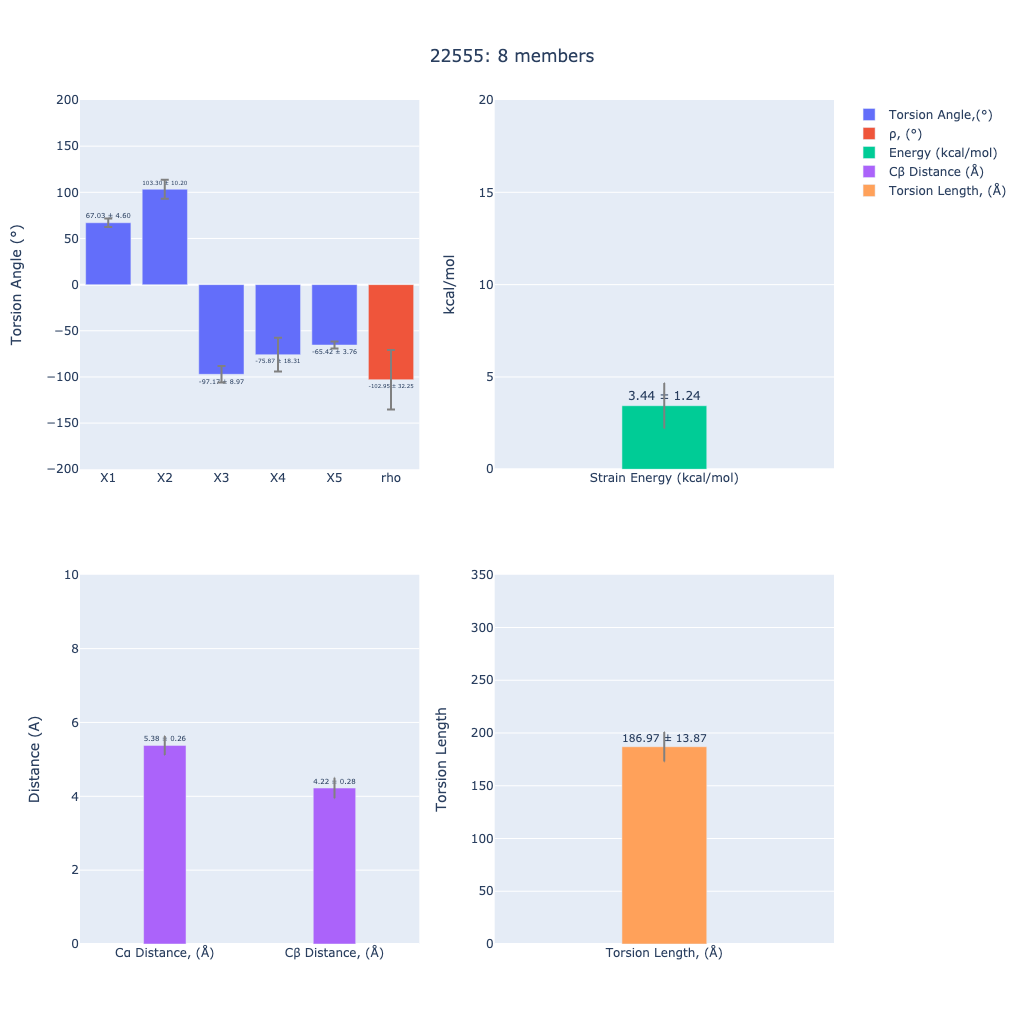 22555: 8 members
Torsion Angle (°)
200
150
100
50
0
−50
−100
−150
−200
67.03 ± 4.60
103.30 ± 10.20
-97.17 ± 8.97
-75.87 ± 18.31
-65.42 ± 3.76
-102.95 ± 32.25
X1 X2 X3 X4 X5 rho
kcal/mol
20
15
10
5
0
3.44 ± 1.24
Strain Energy (kcal/mol)
Torsion Angle,(°)
ρ, (°)
Energy (kcal/mol)
Cβ Distance (Å)
Torsion Length, (Å)
Distance (A)
10
8
6
4
2
0
5.38 ± 0.26
4.22 ± 0.28
Cα Distance, (Å) Cβ Distance, (Å)
Torsion Length
350
300
250
200
150
100
50
0
186.97 ± 13.87
Torsion Length, (Å)